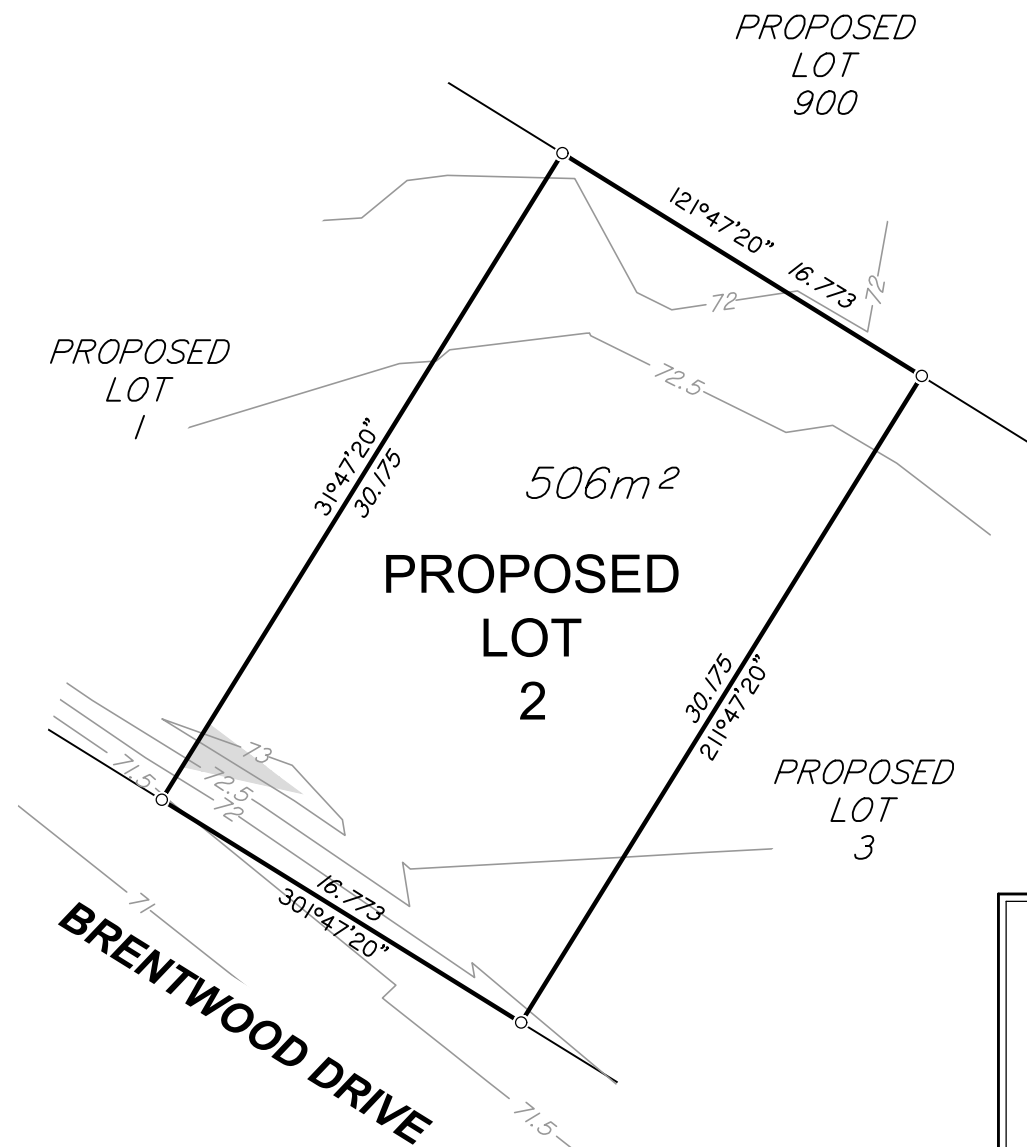 PROPOSED
LOT
900
121°47'20"
16.773
72
72
PROPOSED
LOT
1
72.5
31°47'20"
30.175
506m²
PROPOSED
LOT
2
30.175
211°47'20"
73
71.5
72.5
72
PROPOSED
LOT
3
16.773
301°47'20"
71
BRENTWOOD DRIVE
71.5